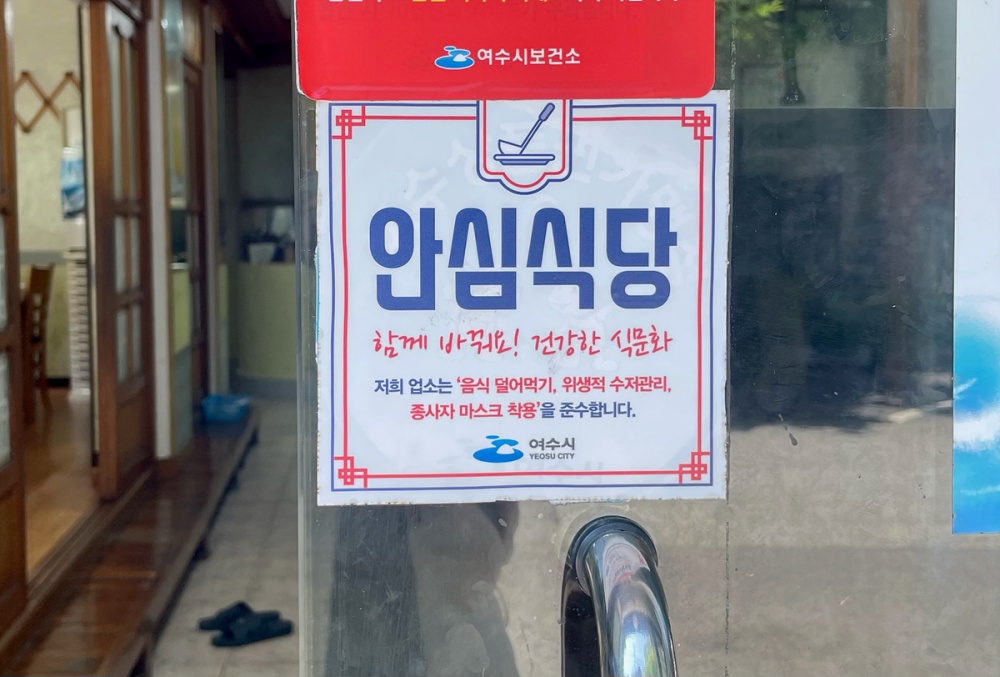 여수시보건소
안심식당
함께 바꿔요! 건강한 식문화
저희 업소는 '음식 덜어먹기, 위생적 수저관리,
종사자 마스크 착용'을 준수합니다.
여수시
YEOSU CITY